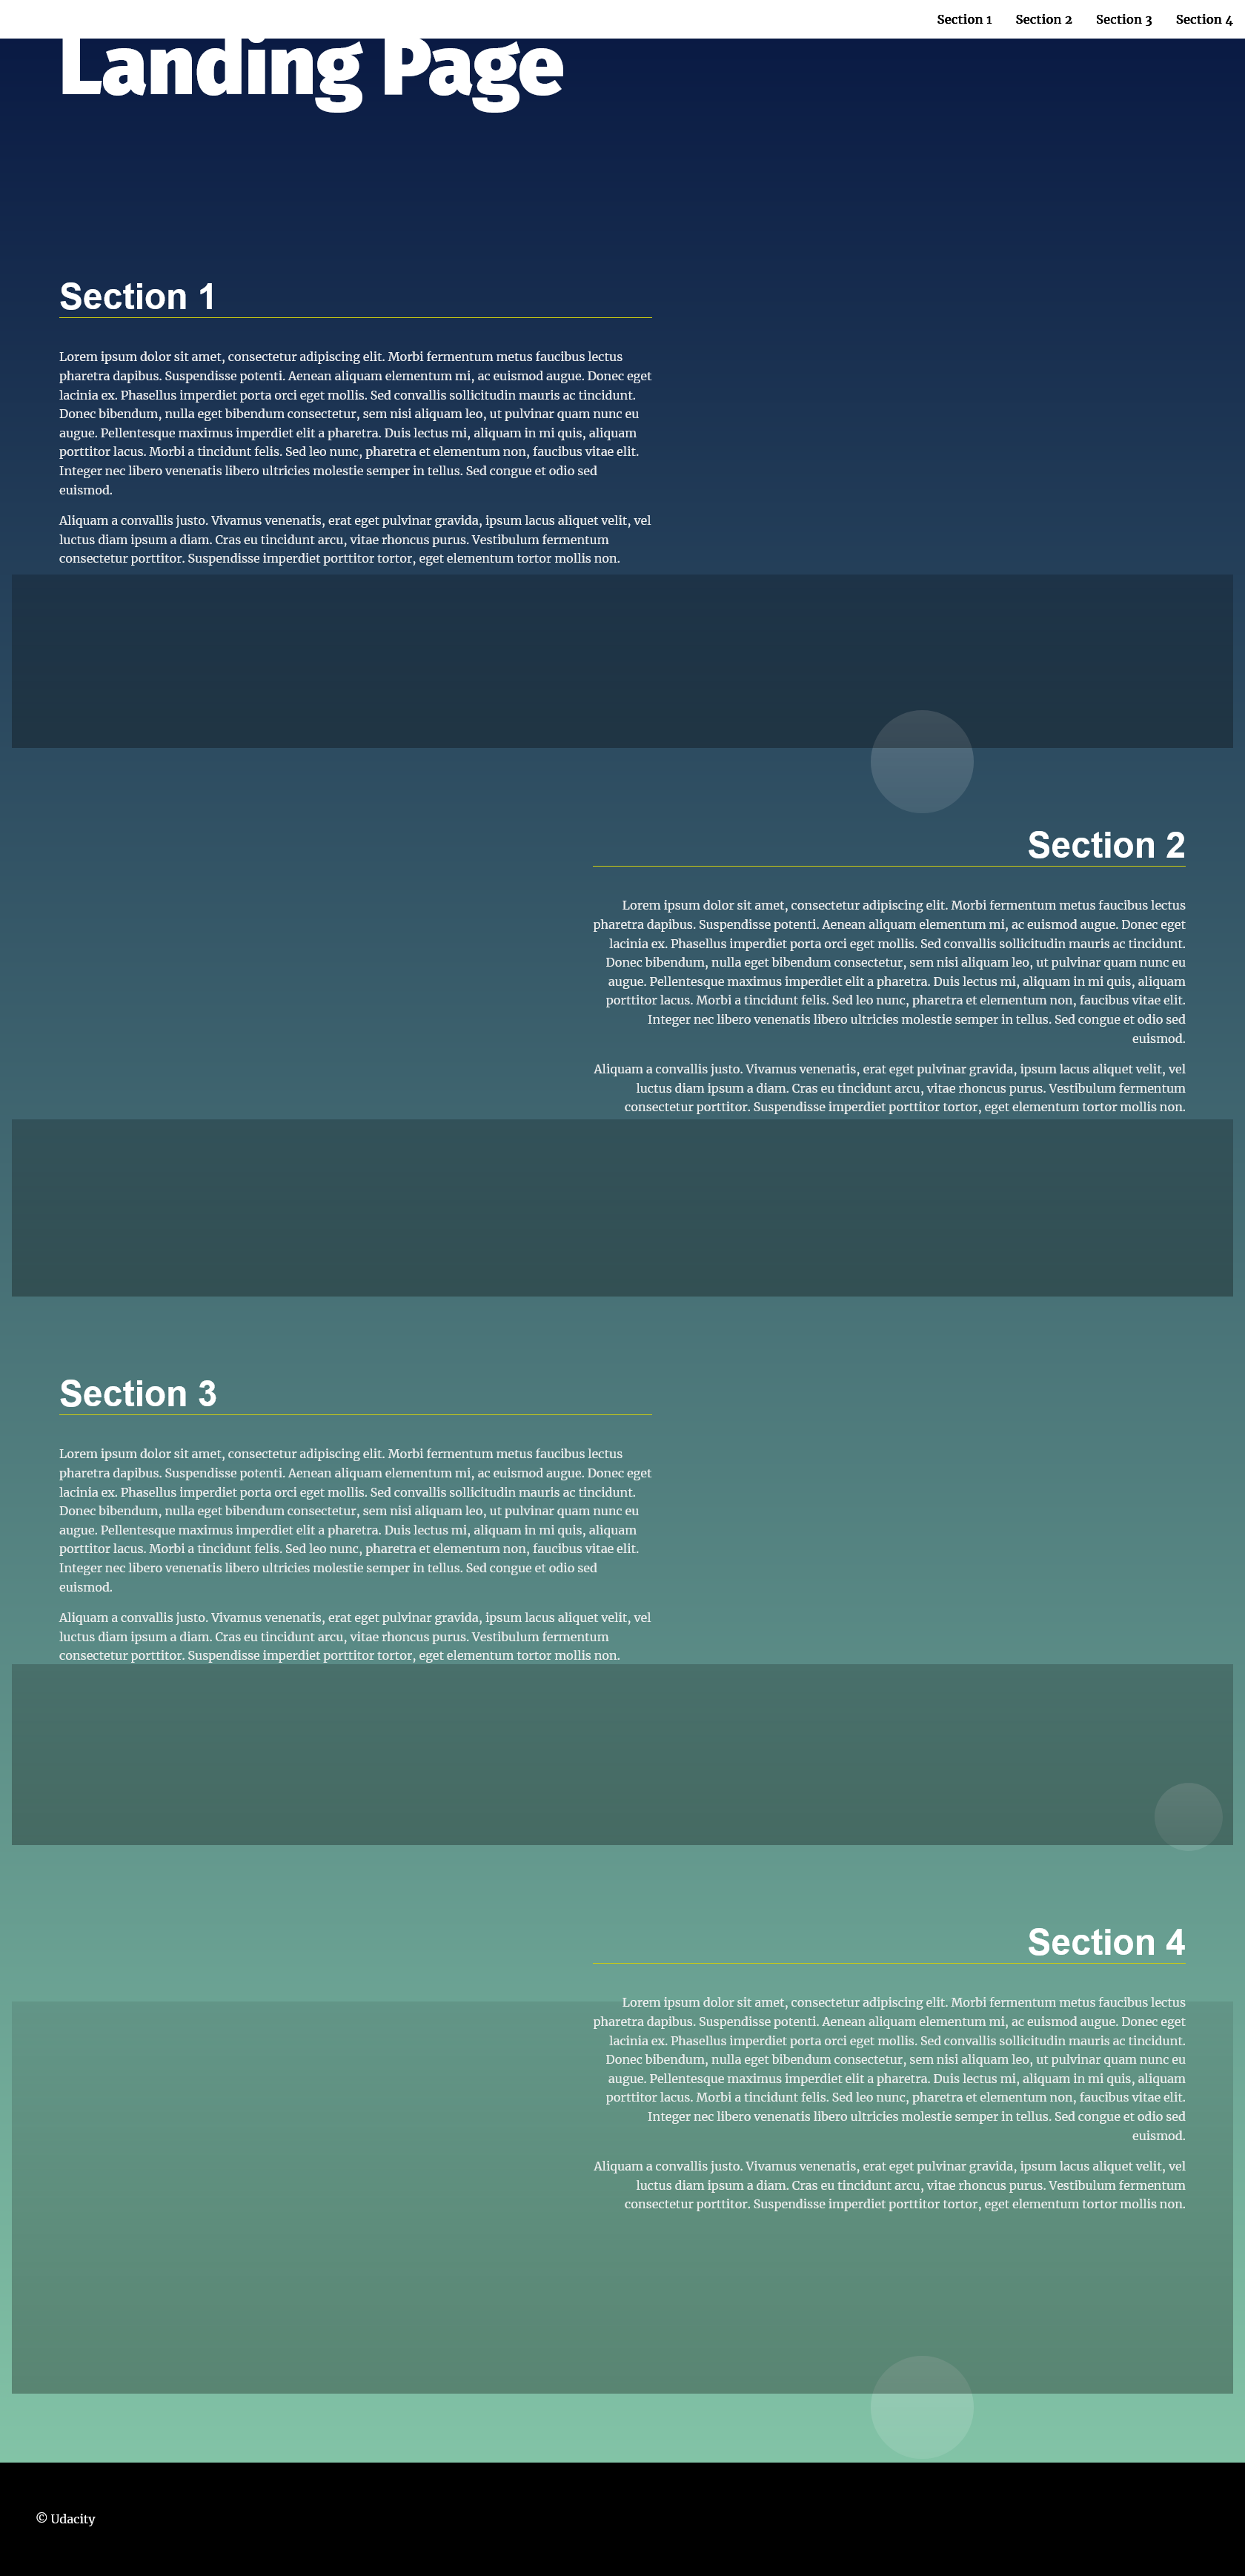 Section 1 Section 2 Section 3 Section 4
Landing Page
Section 1
Lorem ipsum dolor sit amet, consectetur adipiscing elit. Morbi fermentum metus faucibus lectus
pharetra dapibus. Suspendisse potenti. Aenean aliquam elementum mi, ac euismod augue. Donec eget
lacinia ex. Phasellus imperdiet porta orci eget mollis. Sed convallis sollicitudin mauris ac tincidunt.
Donec bibendum, nulla eget bibendum consectetur, sem nisi aliquam leo, ut pulvinar quam nunc eu
augue. Pellentesque maximus imperdiet elit a pharetra. Duis lectus mi, aliquam in mi quis, aliquam
porttitor lacus. Morbi a tincidunt felis. Sed leo nunc, pharetra et elementum non, faucibus vitae elit.
Integer nec libero venenatis libero ultricies molestie semper in tellus. Sed congue et odio sed
euismod.
Aliquam a convallis justo. Vivamus venenatis, erat eget pulvinar gravida, ipsum lacus aliquet velit, vel
luctus diam ipsum a diam. Cras eu tincidunt arcu, vitae rhoncus purus. Vestibulum fermentum
consectetur porttitor. Suspendisse imperdiet porttitor tortor, eget elementum tortor mollis non.
Section 2
Lorem ipsum dolor sit amet, consectetur adipiscing elit. Morbi fermentum metus faucibus lectus
pharetra dapibus. Suspendisse potenti. Aenean aliquam elementum mi, ac euismod augue. Donec eget
lacinia ex. Phasellus imperdiet porta orci eget mollis. Sed convallis sollicitudin mauris ac tincidunt.
Donec bibendum, nulla eget bibendum consectetur, sem nisi aliquam leo, ut pulvinar quam nunc eu
augue. Pellentesque maximus imperdiet elit a pharetra. Duis lectus mi, aliquam in mi quis, aliquam
porttitor lacus. Morbi a tincidunt felis. Sed leo nunc, pharetra et elementum non, faucibus vitae elit.
Integer nec libero venenatis libero ultricies molestie semper in tellus. Sed congue et odio sed
euismod.
Aliquam a convallis justo. Vivamus venenatis, erat eget pulvinar gravida, ipsum lacus aliquet velit, vel
luctus diam ipsum a diam. Cras eu tincidunt arcu, vitae rhoncus purus. Vestibulum fermentum
consectetur porttitor. Suspendisse imperdiet porttitor tortor, eget elementum tortor mollis non.
Section 3
Lorem ipsum dolor sit amet, consectetur adipiscing elit. Morbi fermentum metus faucibus lectus
pharetra dapibus. Suspendisse potenti. Aenean aliquam elementum mi, ac euismod augue. Donec eget
lacinia ex. Phasellus imperdiet porta orci eget mollis. Sed convallis sollicitudin mauris ac tincidunt.
Donec bibendum, nulla eget bibendum consectetur, sem nisi aliquam leo, ut pulvinar quam nunc eu
augue. Pellentesque maximus imperdiet elit a pharetra. Duis lectus mi, aliquam in mi quis, aliquam
porttitor lacus. Morbi a tincidunt felis. Sed leo nunc, pharetra et elementum non, faucibus vitae elit.
Integer nec libero venenatis libero ultricies molestie semper in tellus. Sed congue et odio sed
euismod.
Aliquam a convallis justo. Vivamus venenatis, erat eget pulvinar gravida, ipsum lacus aliquet velit, vel
luctus diam ipsum a diam. Cras eu tincidunt arcu, vitae rhoncus purus. Vestibulum fermentum
consectetur porttitor. Suspendisse imperdiet porttitor tortor, eget elementum tortor mollis non.
Section 4
Lorem ipsum dolor sit amet, consectetur adipiscing elit. Morbi fermentum metus faucibus lectus
pharetra dapibus. Suspendisse potenti. Aenean aliquam elementum mi, ac euismod augue. Donec eget
lacinia ex. Phasellus imperdiet porta orci eget mollis. Sed convallis sollicitudin mauris ac tincidunt.
Donec bibendum, nulla eget bibendum consectetur, sem nisi aliquam leo, ut pulvinar quam nunc eu
augue. Pellentesque maximus imperdiet elit a pharetra. Duis lectus mi, aliquam in mi quis, aliquam
porttitor lacus. Morbi a tincidunt felis. Sed leo nunc, pharetra et elementum non, faucibus vitae elit.
Integer nec libero venenatis libero ultricies molestie semper in tellus. Sed congue et odio sed
euismod.
Aliquam a convallis justo. Vivamus venenatis, erat eget pulvinar gravida, ipsum lacus aliquet velit, vel
luctus diam ipsum a diam. Cras eu tincidunt arcu, vitae rhoncus purus. Vestibulum fermentum
consectetur porttitor. Suspendisse imperdiet porttitor tortor, eget elementum tortor mollis non.
© Udacity